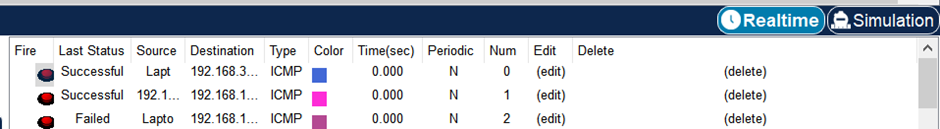 Realtime Simulation
Fire Last Status Source Destination Type Color Time(sec) Periodic Num Edit Delete
Successful Lapt 192.168.3... ICMP 0.000 N 0 (edit) (delete)
Successful 192.1... 192.168.1... ICMP 0.000 N 1 (edit) (delete)
Failed Lapto 192.168.1... ICMP 0.000 N 2 (edit) (delete)